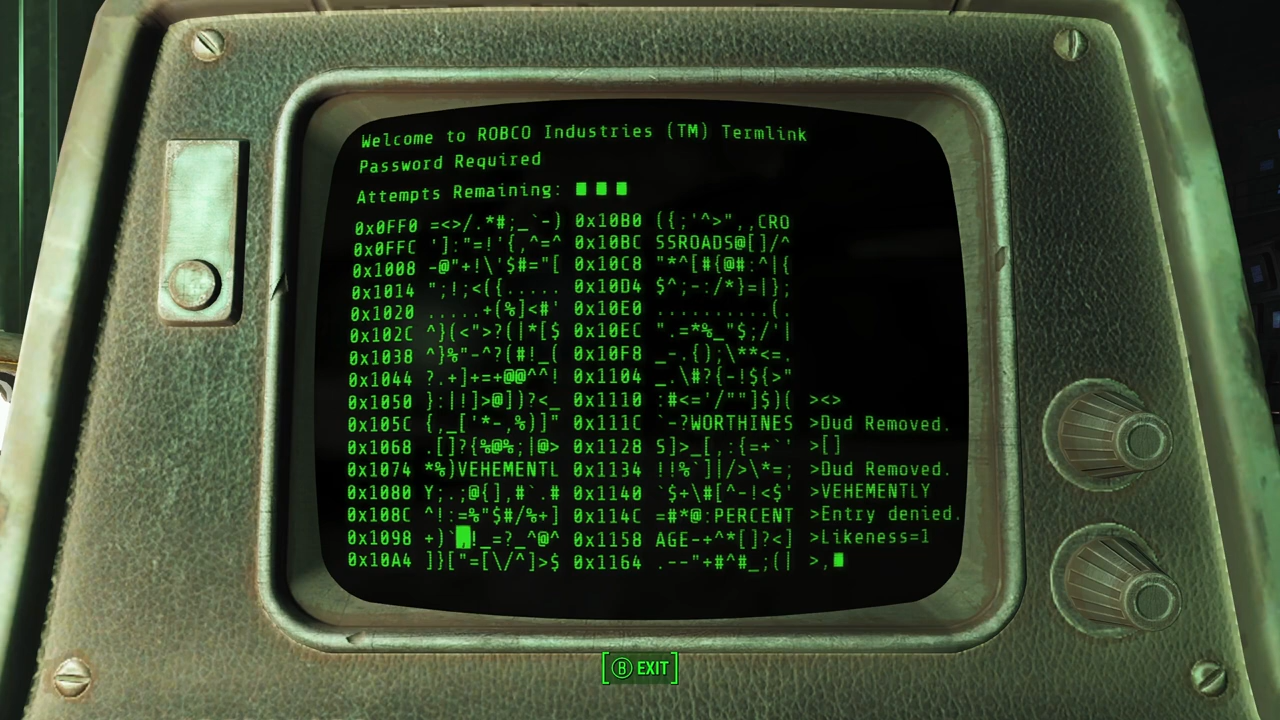 Welcome to ROBCO Industries (TM) Termlink
Password Required
Attempts Remaining: ■ ■ ■
0x0FF0 =<>/.*#;_`-) 0x10B0 ({;'^>",,CRO
0x0FFC ']:"=!'{,^=^ 0x10BC SSROADS@[]/^
0x1008 -@"+!\'$#="[ 0x10C8 "*^[#{@#:^|{
0x1014 ";!;<({..... 0x10D4 $^;-:/*}=|};
0x1020 .....+(%]<#' 0x10E0 ..........(.
0x102C ^}(<">?(|*[$ 0x10EC ".=*%_"$;/'|
0x1038 ^}%"-^?(#!_( 0x10F8 _-.{);\**<=.
0x1044 ?.+]+=+@@^^! 0x1104 _.\#?{-!${>"
0x1050 }:|!]>@])?<_ 0x1110 :#<='/""]$)( ><>
0x105C {,_['*-,%)]" 0x111C `-?WORTHINES >Dud Removed.
0x1068 .[]?{%@%;|@> 0x1128 S]>_[,:{=+`' >[]
0x1074 *%)VEHEMENTL 0x1134 !!%`]|/>\*=; >Dud Removed.
0x1080 Y;.;@{],#`.# 0x1140 `$+\#[^-!<$' >VEHEMENTLY
0x108C ^!:=%"$#/%+] 0x114C =#*@:PERCENT >Entry denied.
0x1098 +)`,!_=?_^@^ 0x1158 AGE-+^*[]?<] >Likeness=1
0x10A4 ]}["=[\/^]>$ 0x1164 .--"+#^#_;(| >,■
Ⓑ EXIT